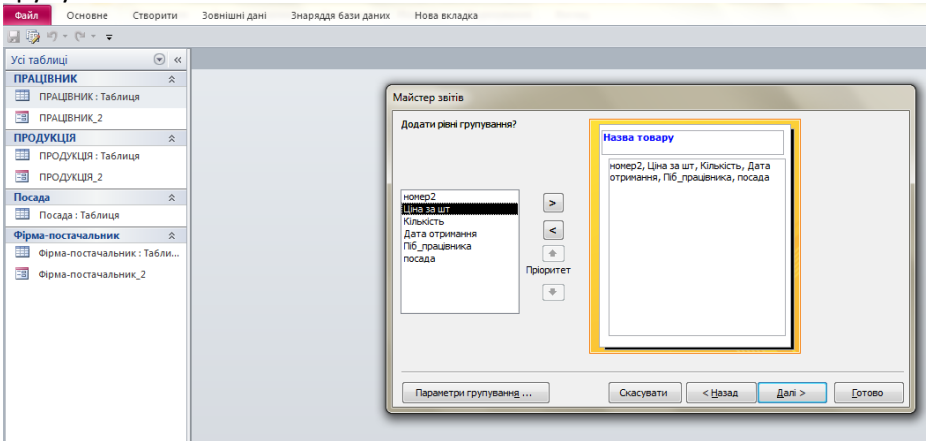 Файл Основне Створити Зовнішні дані Знаряддя бази даних Нова вкладка
Усі таблиці
ПРАЦІВНИК
ПРАЦІВНИК : Таблиця
ПРАЦІВНИК_2
ПРОДУКЦІЯ
ПРОДУКЦІЯ : Таблиця
ПРОДУКЦІЯ_2
Посада
Посада : Таблиця
Фірма-постачальник
Фірма-постачальник : Табли...
Фірма-постачальник_2
Майстер звітів
Додати рівні групування?
номер2
Ціна за шт
Кількість
Дата отримання
Піб_працівника
посада
>
<
Пріоритет
Назва товару
номер2, Ціна за шт, Кількість, Дата
отримання, Піб_працівника, посада
Параметри групування ...
Скасувати
< Назад
Далі >
Готово